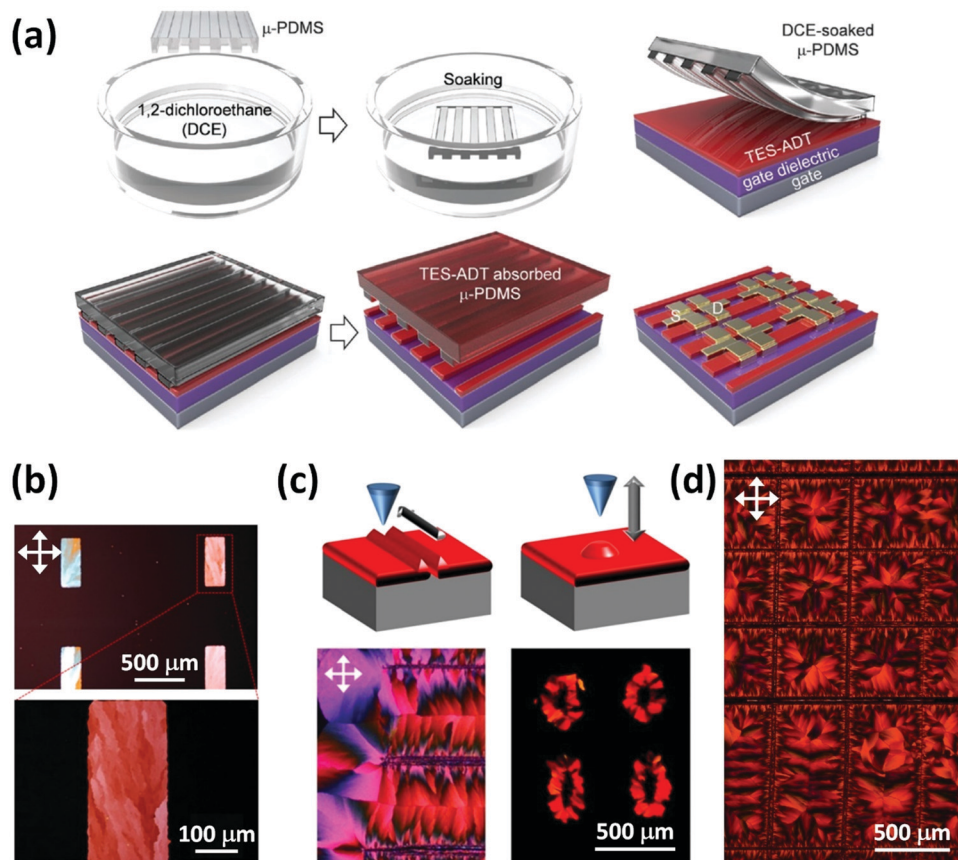 (a)
μ-PDMS
1,2-dichloroethane
(DCE)
Soaking
DCE-soaked
μ-PDMS
TES-ADT
gate dielectric
gate
TES-ADT absorbed
μ-PDMS
S
D
(b)
500 μm
100 μm
(c)
500 μm
(d)
500 μm